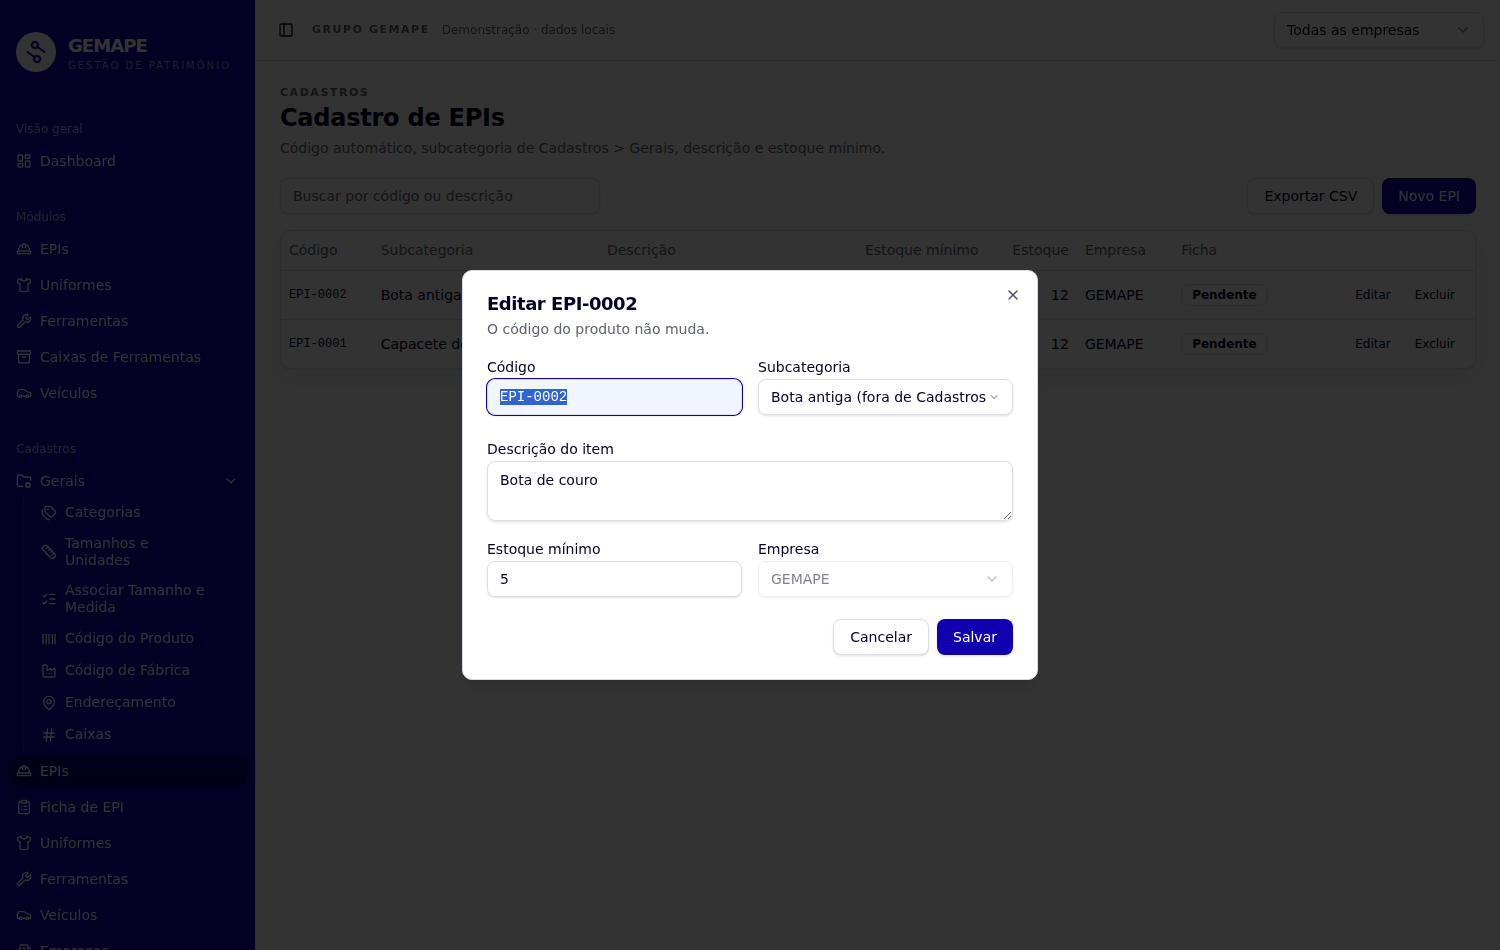 GEMAPE
GESTÃO DE PATRIMÔNIO
Visão geral
Dashboard
Módulos
EPIs
Uniformes
Ferramentas
Caixas de Ferramentas
Veículos
Cadastros
Gerais
Categorias
Tamanhos e
Unidades
Associar Tamanho e
Medida
Código do Produto
Código de Fábrica
Endereçamento
Caixas
EPIs
Ficha de EPI
Uniformes
Ferramentas
Veículos
GRUPO GEMAPE Demonstração · dados locais Todas as empresas
CADASTROS
Cadastro de EPIs
Código automático, subcategoria de Cadastros > Gerais, descrição e estoque mínimo.
Buscar por código ou descrição Exportar CSV Novo EPI
Código Subcategoria Descrição Estoque mínimo Estoque Empresa Ficha
EPI-0002 Bota antiga 12 GEMAPE Pendente Editar Excluir
EPI-0001 Capacete 12 GEMAPE Pendente Editar Excluir
Editar EPI-0002
O código do produto não muda.
Código Subcategoria
EPI-0002 Bota antiga (fora de Cadastros
Descrição do item
Bota de couro
Estoque mínimo Empresa
5 GEMAPE
Cancelar Salvar